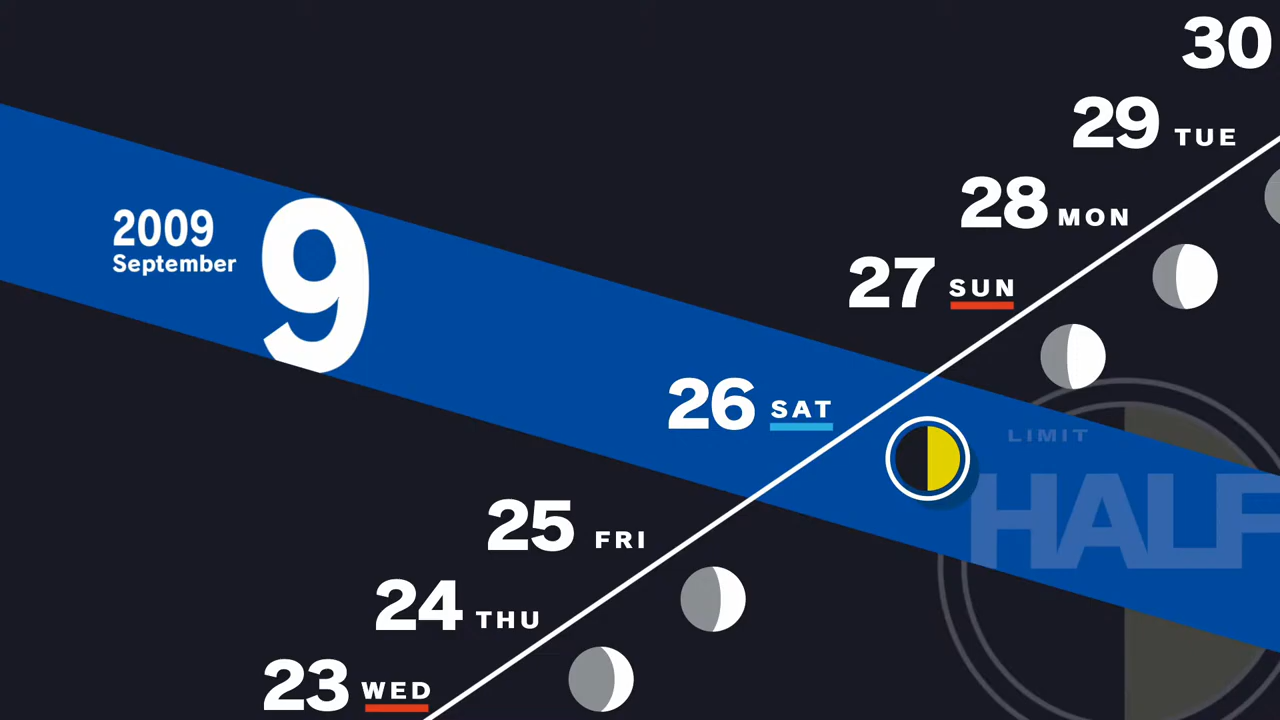 30
29 TUE
28 MON
2009
September
9
27 SUN
26 SAT
LIMIT
HALF
25 FRI
24 THU
23 WED